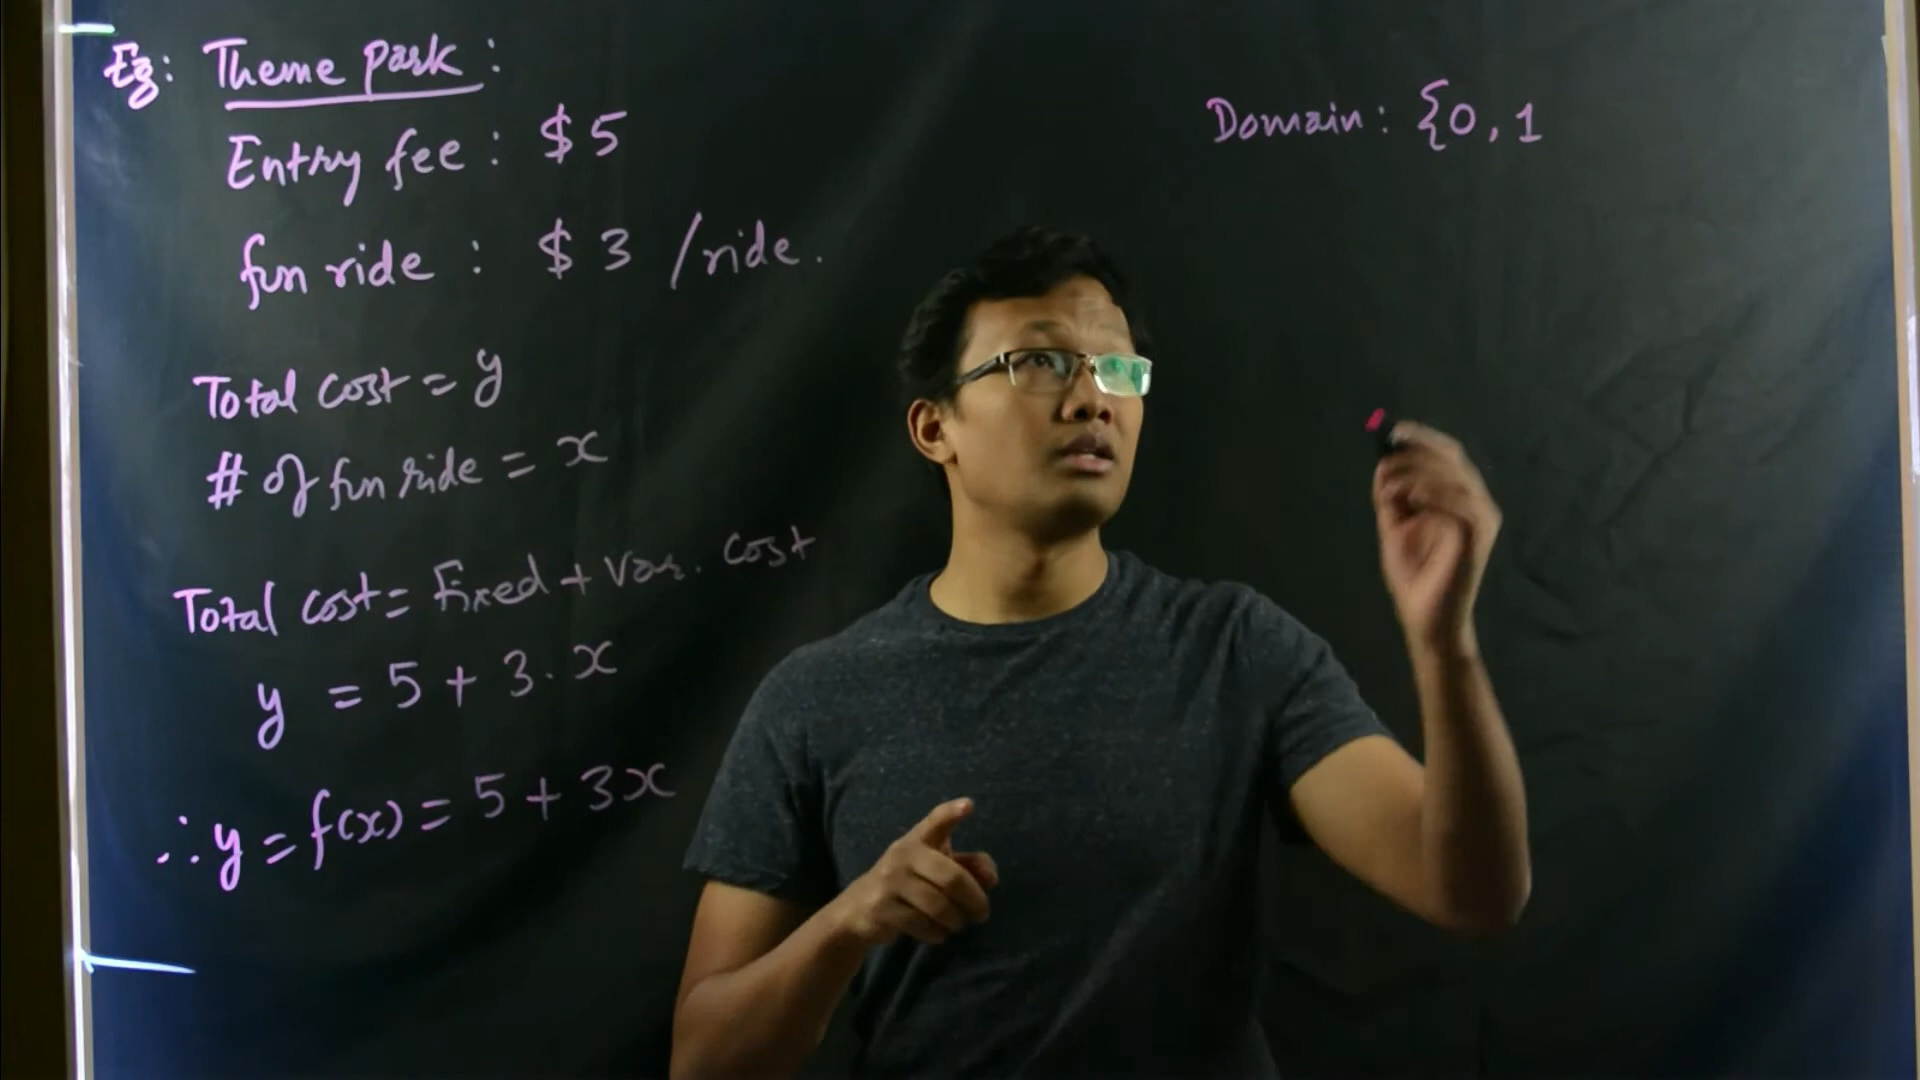 Eg: Theme Park:
Entry fee: $5
fun ride: $3 /ride.
Total cost = y
# of fun ride = x
Total cost = Fixed + Var. cost
y = 5 + 3.x
∴ y = f(x) = 5 + 3x
Domain: {0, 1